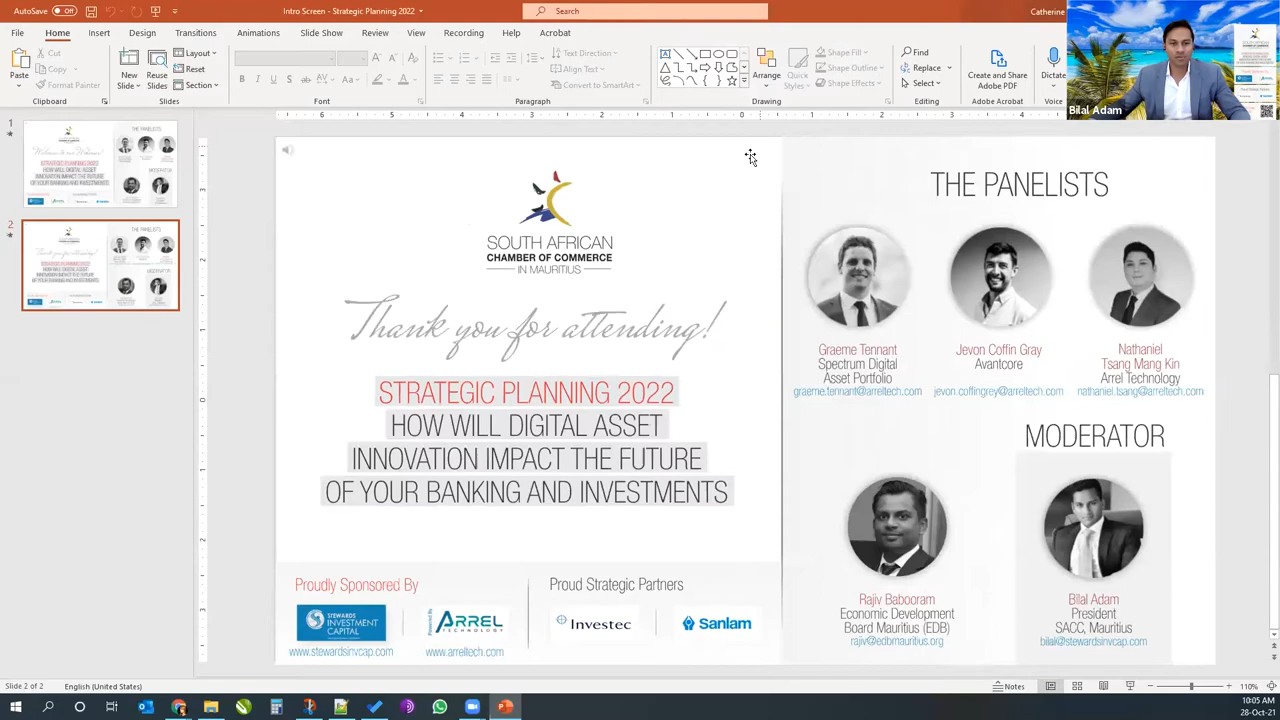 AutoSave
Off
Intro Screen - Strategic Planning 2022
Search
Catherine
File
Home
Insert
Design
Transitions
Animations
Slide Show
Review
View
Recording
Help
Acrobat
Paste
Cut
Copy
Format Painter
New
Slide
Reuse
Slides
Layout
Reset
Section
Text Direction
Align Text
Convert to SmartArt
Arrange
Quick
Styles
Shape Fill
Shape Outline
Shape Effects
Find
Replace
Select
Create and Share
Adobe PDF
Dictate
Clipboard
Slides
Font
Paragraph
Drawing
Editing
Adobe Acrobat
Voice
Bilal Adam
1
2
SOUTH AFRICAN
CHAMBER OF COMMERCE
IN MAURITIUS
Thank you for attending!
STRATEGIC PLANNING 2022
HOW WILL DIGITAL ASSET
INNOVATION IMPACT THE FUTURE
OF YOUR BANKING AND INVESTMENTS
Proudly Sponsored By
STEWARDS
INVESTMENT
CAPITAL
www.stewardsinvcap.com
Powered By
ARREL
TECHNOLOGY
www.arreltech.com
Proud Strategic Partners
Investec
Sanlam
THE PANELISTS
Graeme Tennant
Spectrum Digital
Asset Portfolio
graeme.tennant@arreltech.com
Jevon Coffin Gray
Avantcore
jevon.coffingrey@arreltech.com
Nathaniel
Tsang Mang Kin
Arrel Technology
nathaniel.tsang@arreltech.com
MODERATOR
Rajiv Babooram
Economic Development
Board Mauritius (EDB)
rajiv@edbmauritius.org
Bilal Adam
President
SACC, Mauritius
bilal@stewardsinvcap.com
Slide 2 of 2
English (United States)
Notes
110%
10:05 AM
28-Oct-21